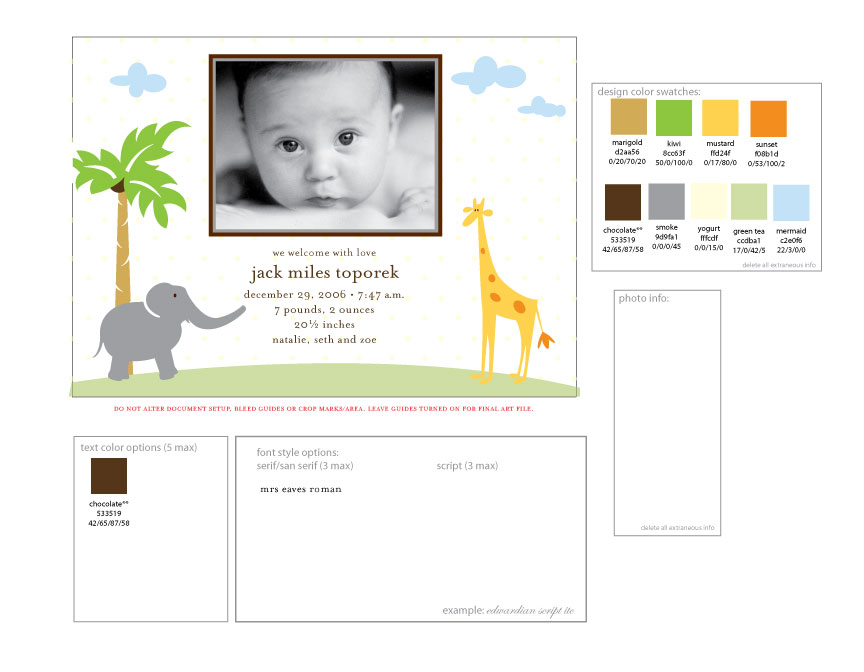 we welcome with love
jack miles toporek
december 29, 2006 • 7:47 a.m.
7 pounds, 2 ounces
20½ inches
natalie, seth and zoe
DO NOT ALTER DOCUMENT SETUP, BLEED GUIDES OR CROP MARKS/AREA. LEAVE GUIDES TURNED ON FOR FINAL ART FILE.
design color swatches:
marigold
d2aa56
0/20/70/20
kiwi
8cc63f
50/0/100/0
mustard
ffd24f
0/17/80/0
sunset
f08b1d
0/53/100/2
chocolate**
533519
42/65/87/58
smoke
9d9fa1
0/0/0/45
yogurt
fffcdf
0/0/15/0
green tea
ccdba1
17/0/42/5
mermaid
c2e0f6
22/3/0/0
delete all extraneous info
photo info:
delete all extraneous info
text color options (5 max)
chocolate**
533519
42/65/87/58
font style options:
serif/san serif (3 max)
script (3 max)
mrs eaves roman
example: edwardian script itc